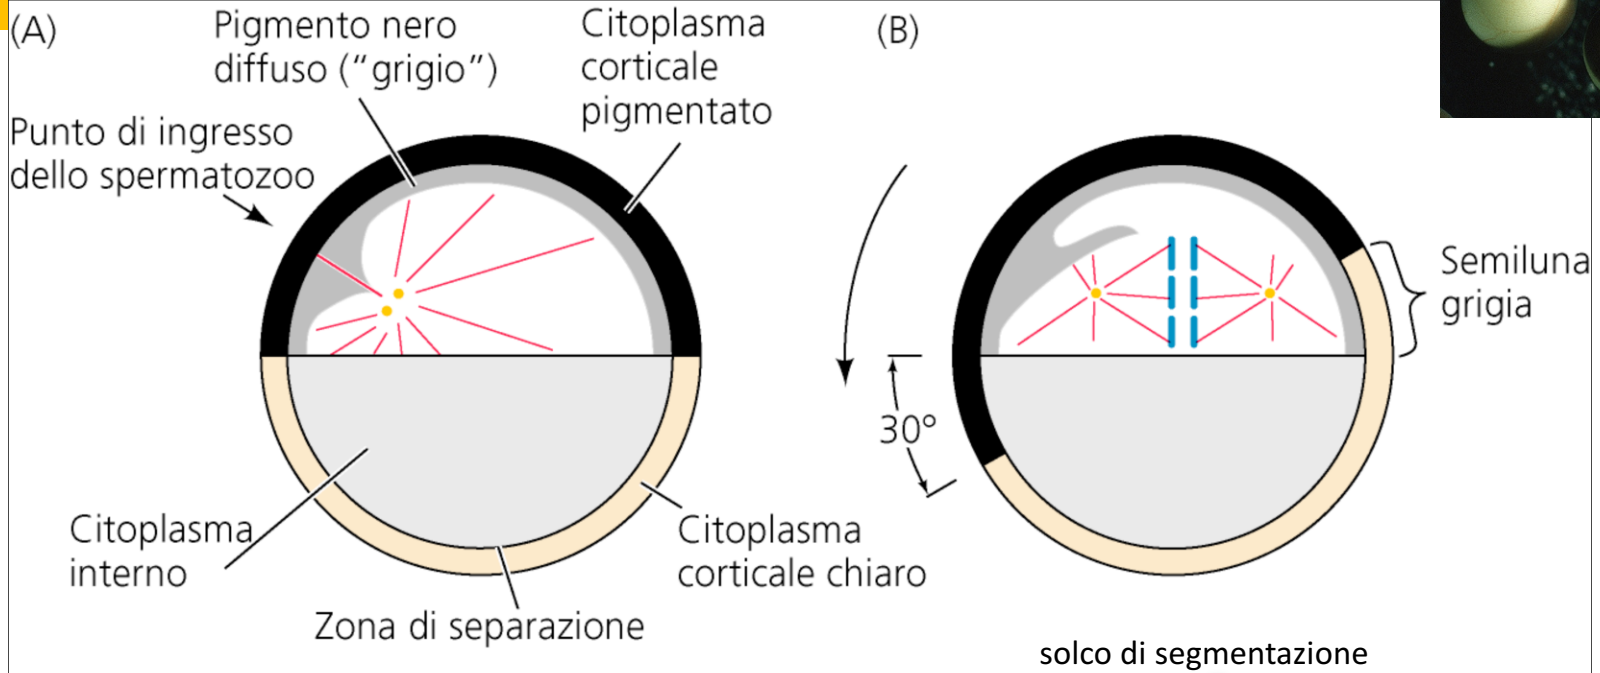 (A)
Pigmento nero
diffuso (“grigio”)
Citoplasma
corticale
pigmentato
Punto di ingresso
dello spermatozoo
Citoplasma
interno
Zona di separazione
Citoplasma
corticale chiaro
(B)
Semiluna
grigia
30°
solco di segmentazione